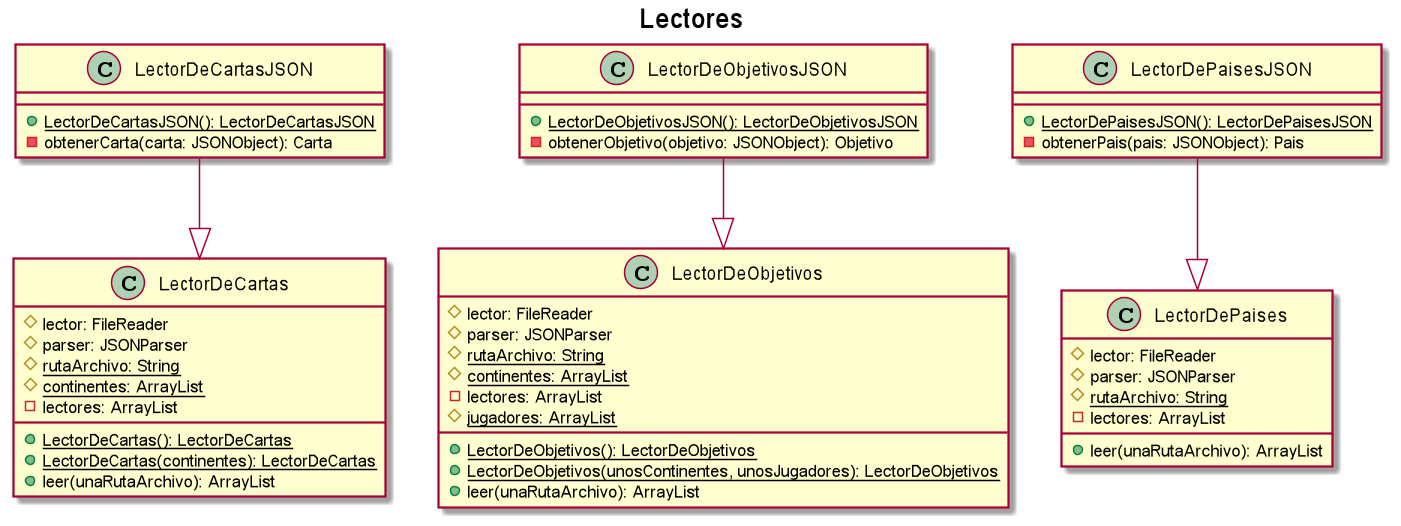 Lectores
C LectorDeCartasJSON
LectorDeCartasJSON(): LectorDeCartasJSON
obtenerCarta(carta: JSONObject): Carta
C LectorDeObjetivosJSON
LectorDeObjetivosJSON(): LectorDeObjetivosJSON
obtenerObjetivo(objetivo: JSONObject): Objetivo
C LectorDePaisesJSON
LectorDePaisesJSON(): LectorDePaisesJSON
obtenerPais(pais: JSONObject): Pais
C LectorDeCartas
lector: FileReader
parser: JSONParser
rutaArchivo: String
continentes: ArrayList
lectores: ArrayList
LectorDeCartas(): LectorDeCartas
LectorDeCartas(continentes): LectorDeCartas
leer(unaRutaArchivo): ArrayList
C LectorDeObjetivos
lector: FileReader
parser: JSONParser
rutaArchivo: String
continentes: ArrayList
lectores: ArrayList
jugadores: ArrayList
LectorDeObjetivos(): LectorDeObjetivos
LectorDeObjetivos(unosContinentes, unosJugadores): LectorDeObjetivos
leer(unaRutaArchivo): ArrayList
C LectorDePaises
lector: FileReader
parser: JSONParser
rutaArchivo: String
lectores: ArrayList
leer(unaRutaArchivo): ArrayList